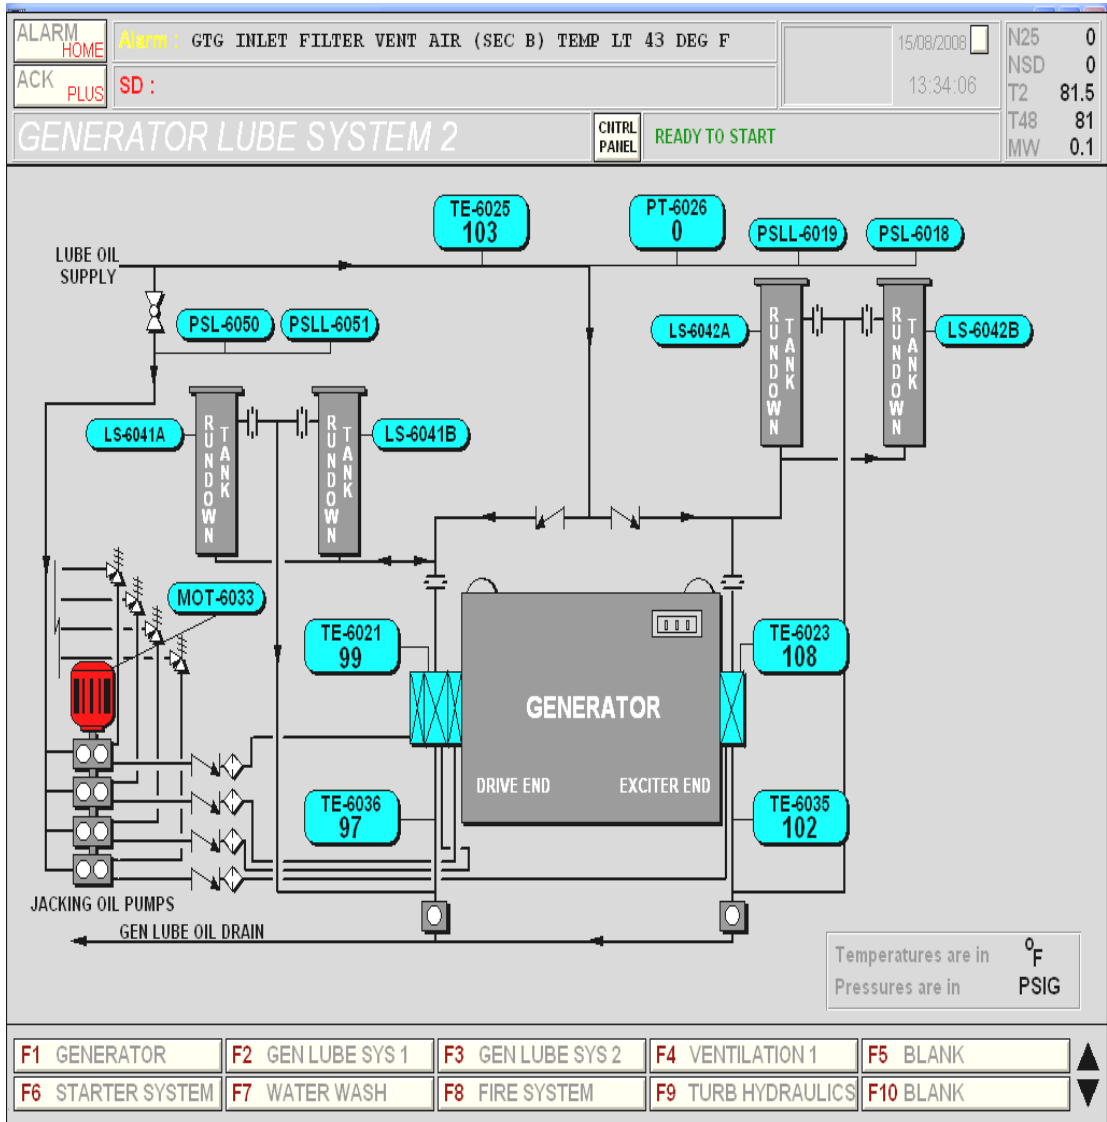 ALARM
HOME
Alarm : GTG INLET FILTER VENT AIR (SEC B) TEMP LT 43 DEG F
15/08/2008
N25 0
ACK
PLUS
SD :
13:34:06
NSD 0
T2 81.5
GENERATOR LUBE SYSTEM 2
CNTRL
PANEL
READY TO START
T48 81
MW 0.1
TE-6025
103
PT-6026
0
PSLL-6019
PSL-6018
LUBE OIL
SUPPLY
PSL-6050
PSLL-6051
LS-6042A
RUNDOWN
TANK
RUNDOWN
TANK
LS-6042B
LS-6041A
RUNDOWN
TANK
RUNDOWN
TANK
LS-6041B
MOT-6033
TE-6021
99
TE-6023
108
GENERATOR
DRIVE END
EXCITER END
TE-6036
97
TE-6035
102
JACKING OIL PUMPS
GEN LUBE OIL DRAIN
Temperatures are in °F
Pressures are in PSIG
F1 GENERATOR
F2 GEN LUBE SYS 1
F3 GEN LUBE SYS 2
F4 VENTILATION 1
F5 BLANK
F6 STARTER SYSTEM
F7 WATER WASH
F8 FIRE SYSTEM
F9 TURB HYDRAULICS
F10 BLANK